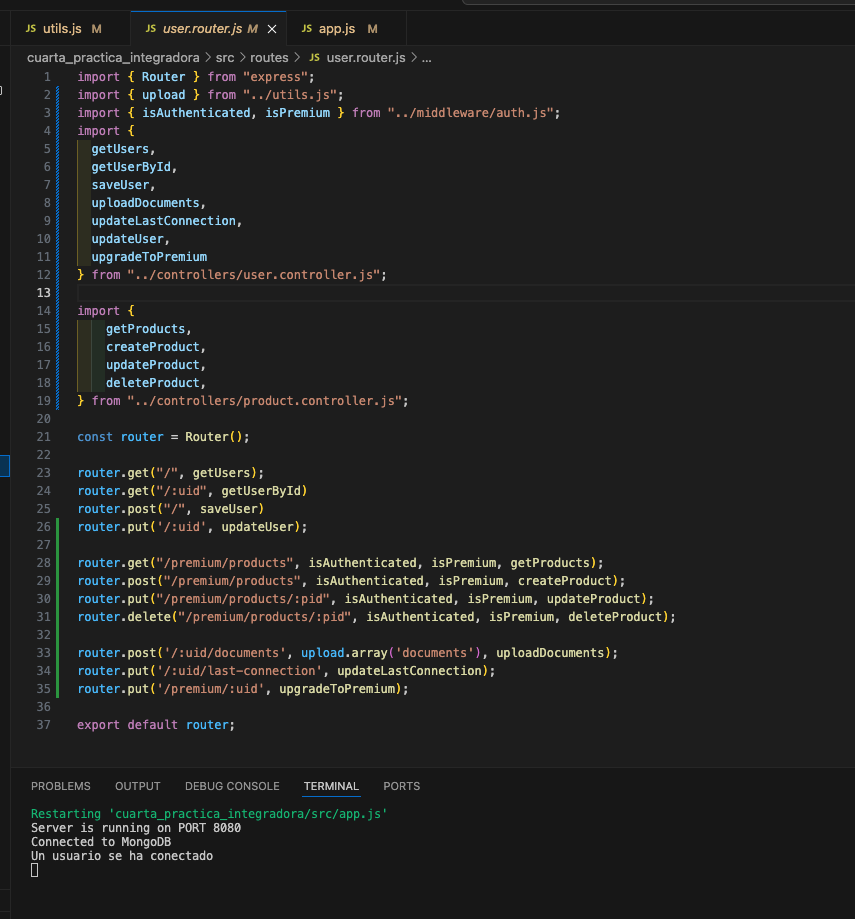 JS utils.js M JS user.router.js M × JS app.js M
cuarta_practica_integradora > src > routes > JS user.router.js > ...
1 import { Router } from "express";
2 import { upload } from "../utils.js";
3 import { isAuthenticated, isPremium } from "../middleware/auth.js";
4 import {
5 getUsers,
6 getUserById,
7 saveUser,
8 uploadDocuments,
9 updateLastConnection,
10 updateUser,
11 upgradeToPremium
12 } from "../controllers/user.controller.js";
13
14 import {
15 getProducts,
16 createProduct,
17 updateProduct,
18 deleteProduct,
19 } from "../controllers/product.controller.js";
20
21 const router = Router();
22
23 router.get("/", getUsers);
24 router.get("/:uid", getUserById)
25 router.post("/", saveUser)
26 router.put('/:uid', updateUser);
27
28 router.get("/premium/products", isAuthenticated, isPremium, getProducts);
29 router.post("/premium/products", isAuthenticated, isPremium, createProduct);
30 router.put("/premium/products/:pid", isAuthenticated, isPremium, updateProduct);
31 router.delete("/premium/products/:pid", isAuthenticated, isPremium, deleteProduct);
32
33 router.post('/:uid/documents', upload.array('documents'), uploadDocuments);
34 router.put('/:uid/last-connection', updateLastConnection);
35 router.put('/premium/:uid', upgradeToPremium);
36
37 export default router;
PROBLEMS OUTPUT DEBUG CONSOLE TERMINAL PORTS
Restarting 'cuarta_practica_integradora/src/app.js'
Server is running on PORT 8080
Connected to MongoDB
Un usuario se ha conectado